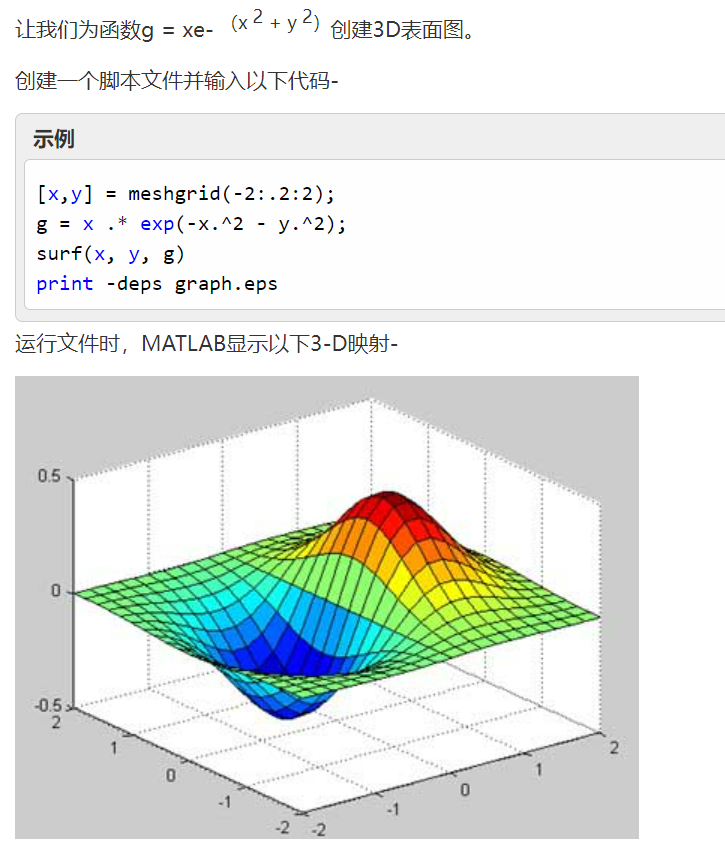 让我们为函数g = xe- （x 2 + y 2）创建3D表面图。
创建一个脚本文件并输入以下代码-
示例
[x,y] = meshgrid(-2:.2:2);
g = x .* exp(-x.^2 - y.^2);
surf(x, y, g)
print -deps graph.eps
运行文件时，MATLAB显示以下3-D映射-
0.5
0
-0.5
2
1
0
-1
-2
-2
-1
0
1
2